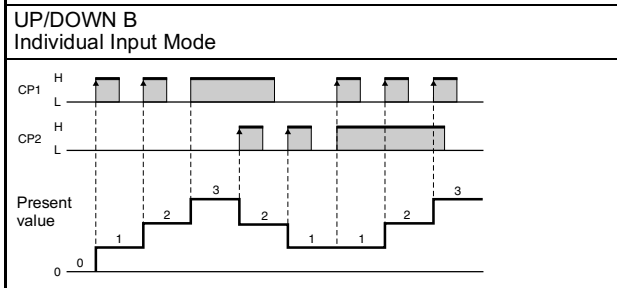 UP/DOWN B
Individual Input Mode
CP1 H
L
CP2 H
L
Present
value
3 3
2 2 2
1 1 1
0 0